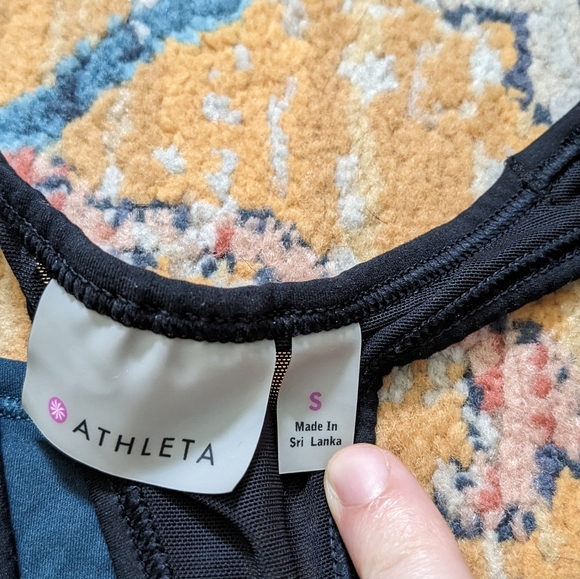 ATHLETA
S
Made In
Sri Lanka